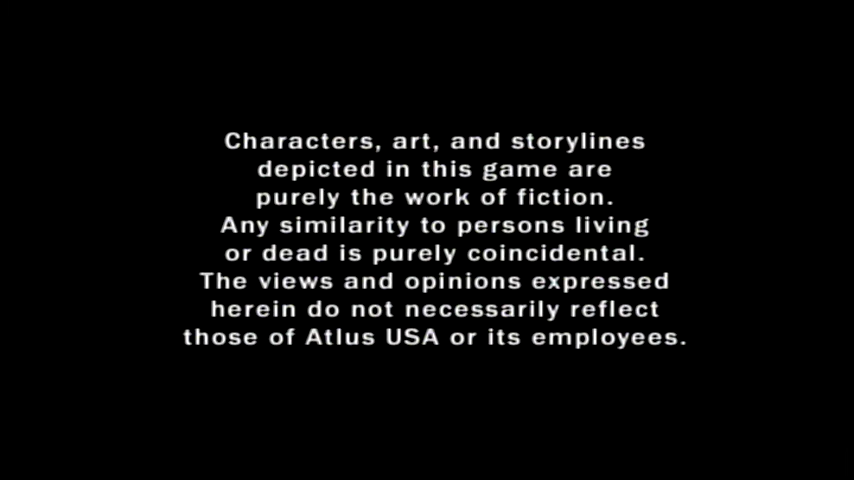 Characters, art, and storylines
depicted in this game are
purely the work of fiction.
Any similarity to persons living
or dead is purely coincidental.
The views and opinions expressed
herein do not necessarily reflect
those of Atlus USA or its employees.